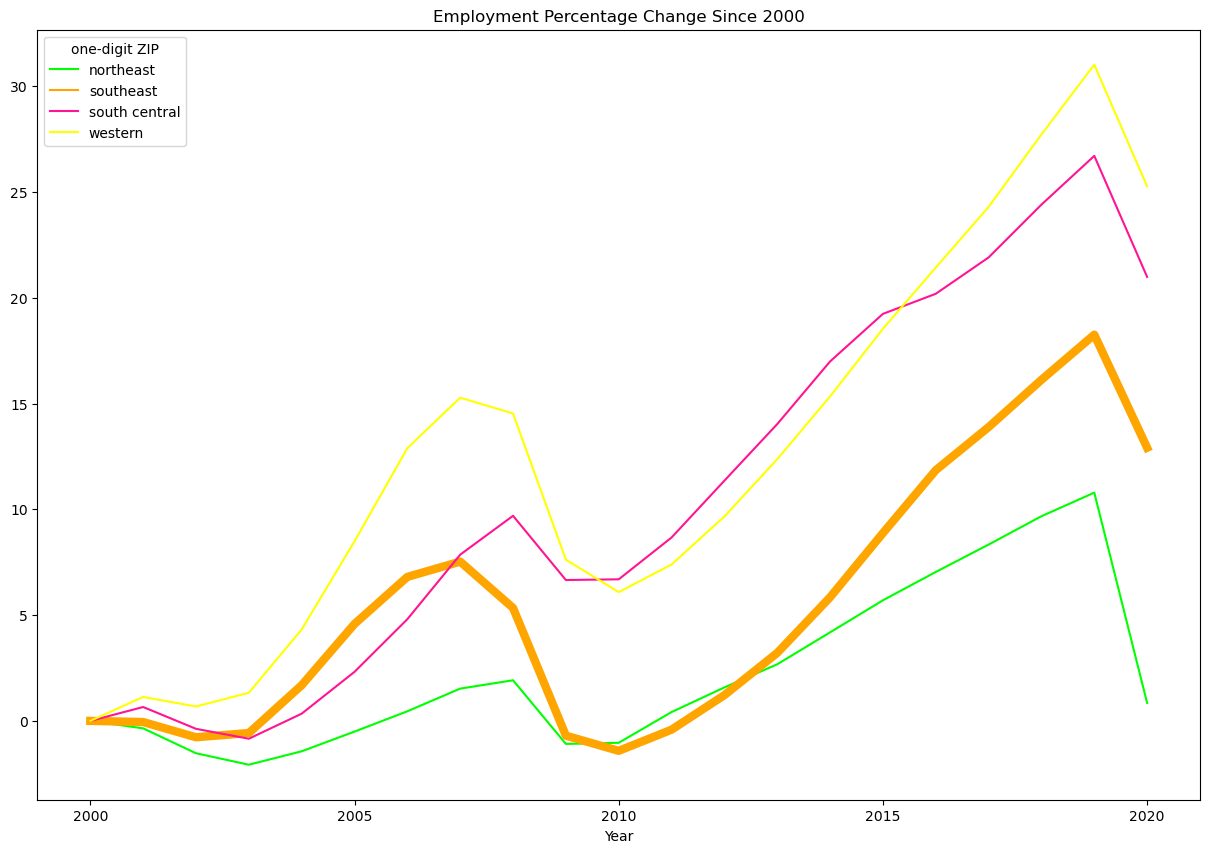 Employment Percentage Change Since 2000
one-digit ZIP
northeast
southeast
south central
western
30
25
20
15
10
5
0
2000 2005 2010 2015 2020
Year